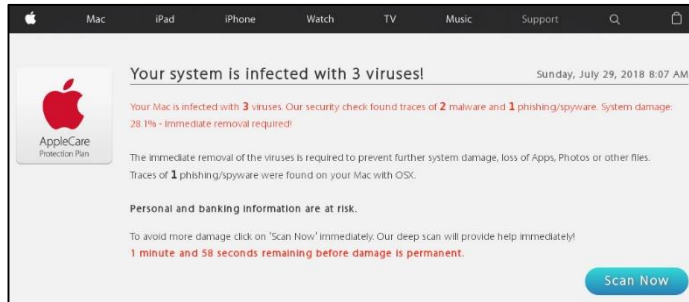 Mac iPad iPhone Watch TV Music Support
Your system is infected with 3 viruses! Sunday, July 29, 2018 8:07 AM
Your Mac is infected with 3 viruses. Our security check found traces of 2 malware and 1 phishing/spyware. System damage:
28.1% - Immediate removal required!
AppleCare
Protection Plan
The immediate removal of the viruses is required to prevent further system damage, loss of Apps, Photos or other files.
Traces of 1 phishing/spyware were found on your Mac with OSX.
Personal and banking information are at risk.
To avoid more damage click on 'Scan Now' immediately. Our deep scan will provide help immediately!
1 minute and 58 seconds remaining before damage is permanent.
Scan Now